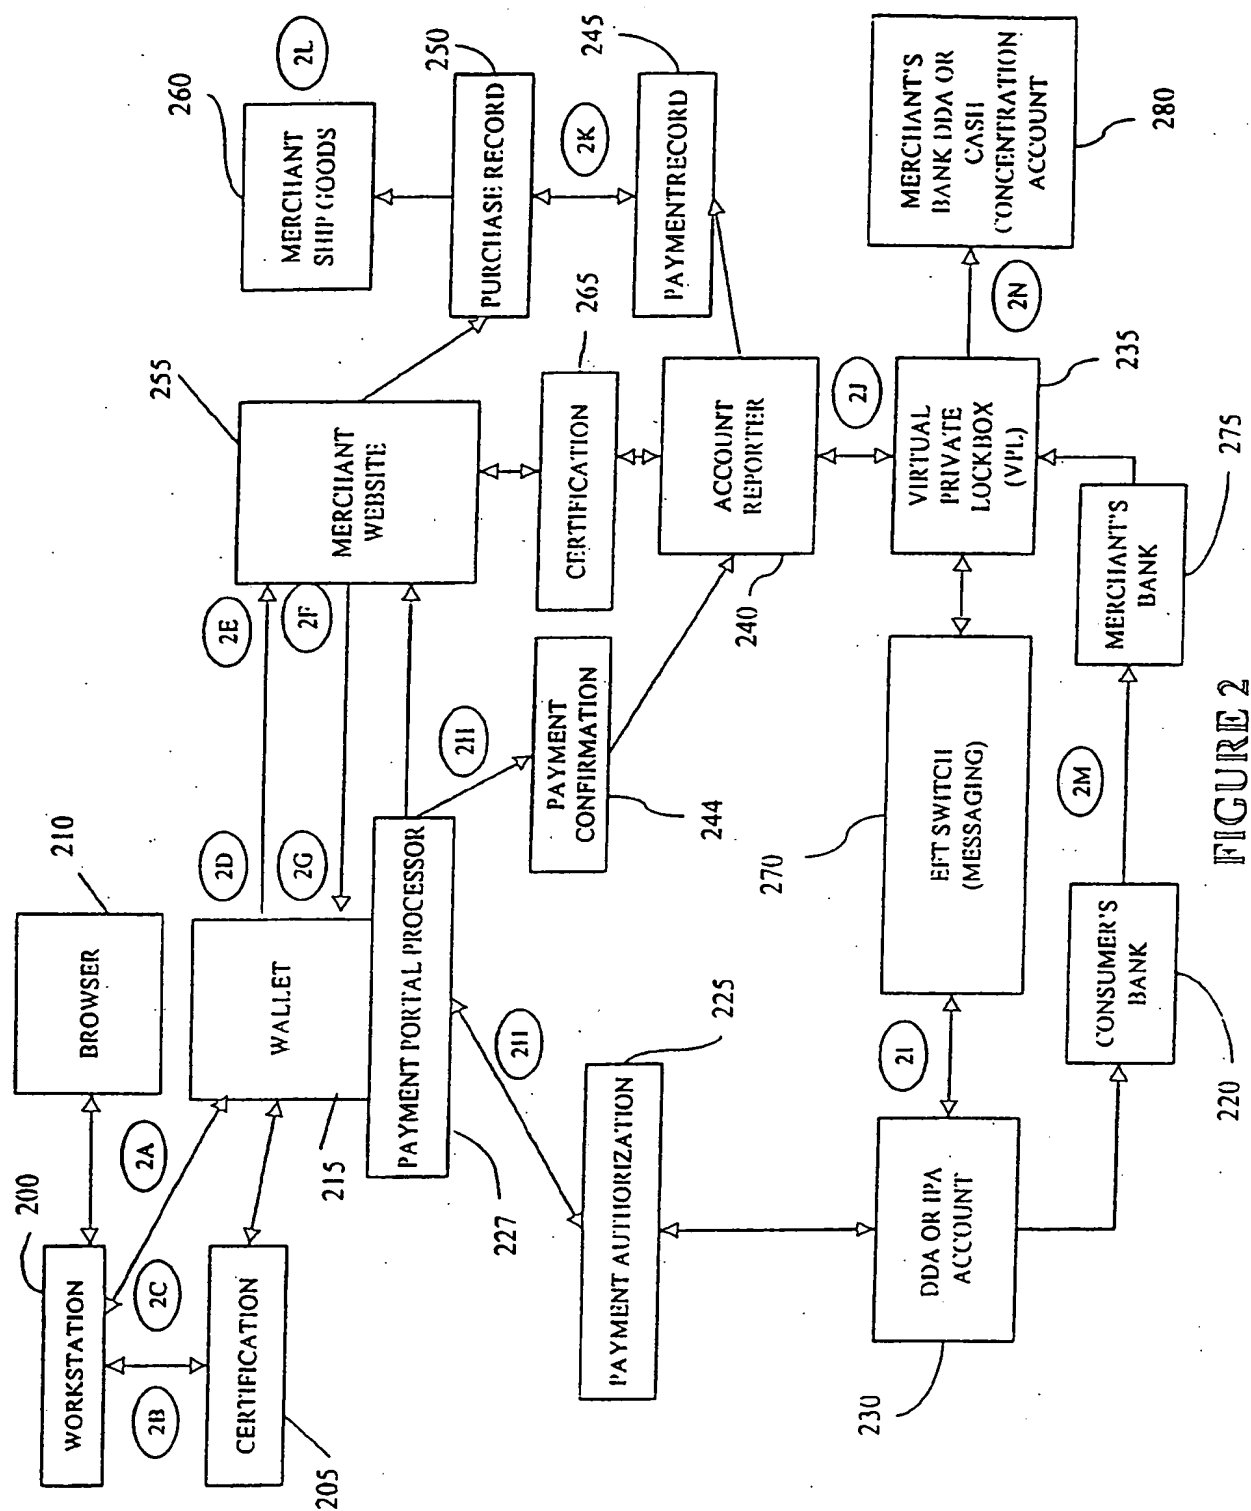 200
WORKSTATION
2A
BROWSER
210
2B
2C
CERTIFICATION
205
WALLET
215
2D
2E
2G
2F
MERCHANT
WEBSITE
255
MERCHANT
SHIP GOODS
260
2L
PAYMENT PORTAL PROCESSOR
227
2H
PURCHASE RECORD
250
2H
PAYMENT
CONFIRMATION
244
CERTIFICATION
265
2K
PAYMENT AUTHORIZATION
225
ACCOUNT
REPORTER
240
PAYMENTRECORD
245
2J
DDA OR IPA
ACCOUNT
230
2I
EFT SWITCH
(MESSAGING)
270
VIRTUAL
PRIVATE
LOCKBOX
(VPL)
235
2N
MERCHANT'S
BANK DDA OR
CASH
CONCENTRATION
ACCOUNT
280
CONSUMER'S
BANK
220
2M
MERCHANT'S
BANK
275
FIGURE 2